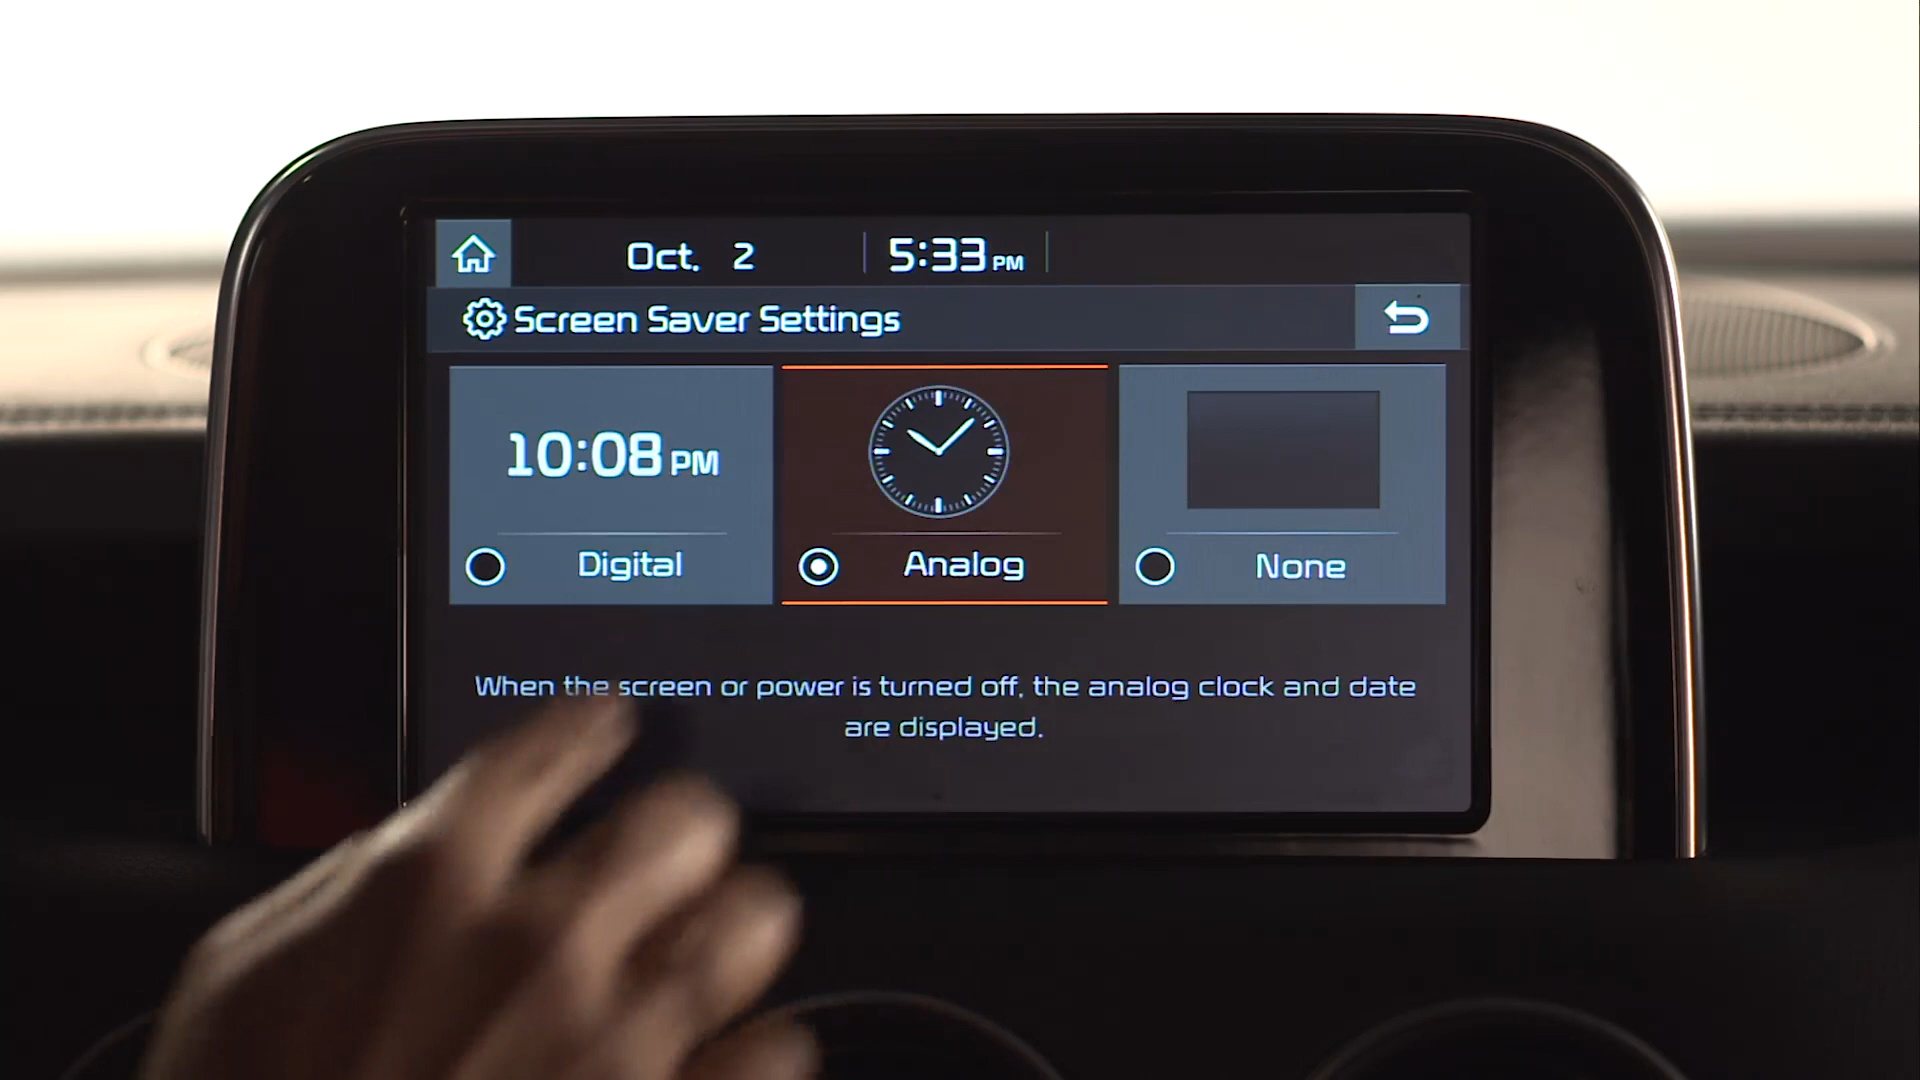 Oct. 2 5:33 PM
Screen Saver Settings
10:08 PM
Digital
Analog
None
When the screen or power is turned off, the analog clock and date
are displayed.